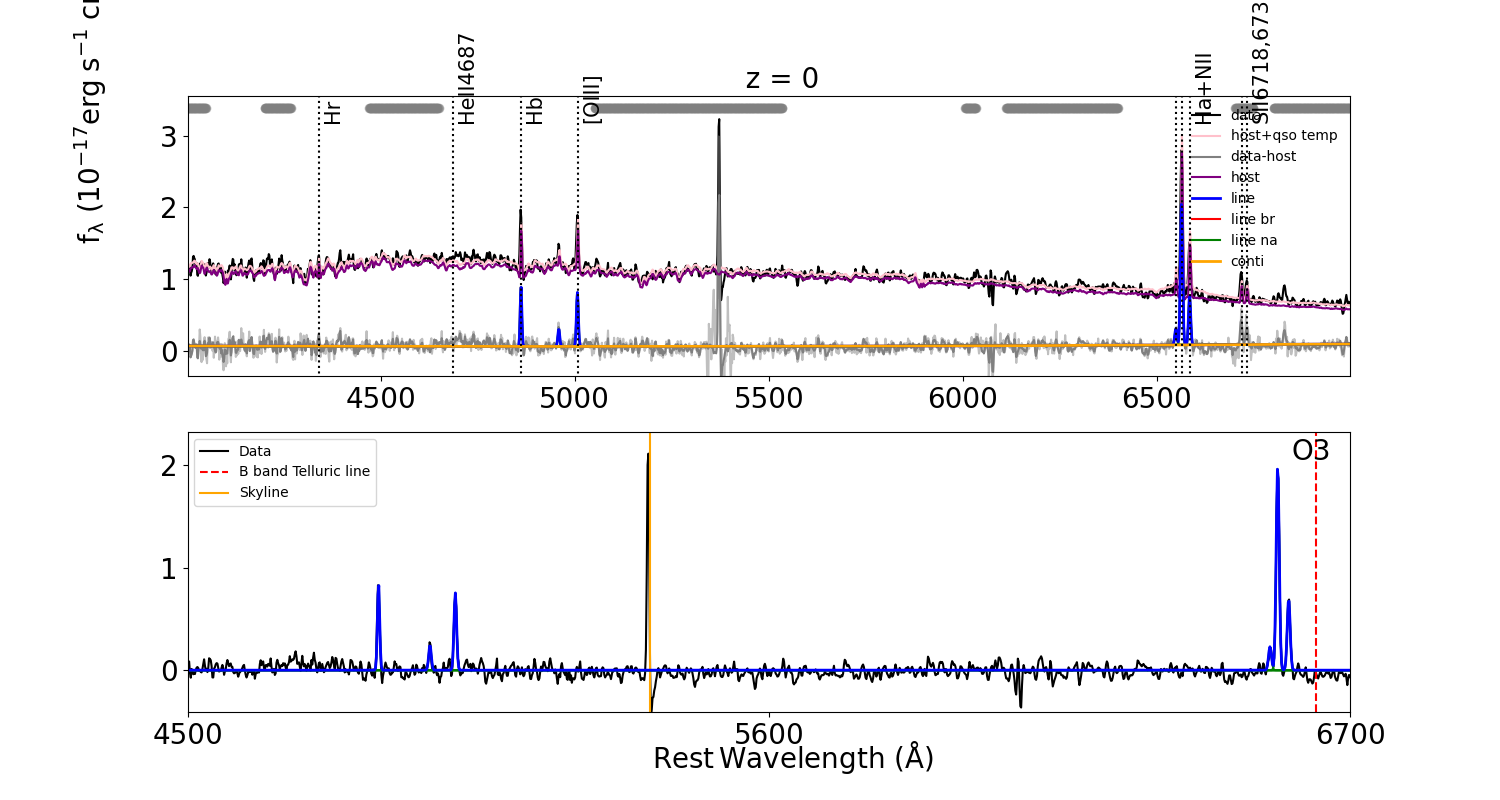 z = 0
f_λ (10^−17 erg s^−1
Hr
HeII4687
Hb
[OIII]
Ha+NII
SII6718,673
data
host+qso temp
data-host
host
line
line br
line na
conti
3
2
1
0
4500 5000 5500 6000 6500
O3
Data
B band Telluric line
Skyline
2
1
0
4500 5600 6700
Rest Wavelength (Å)